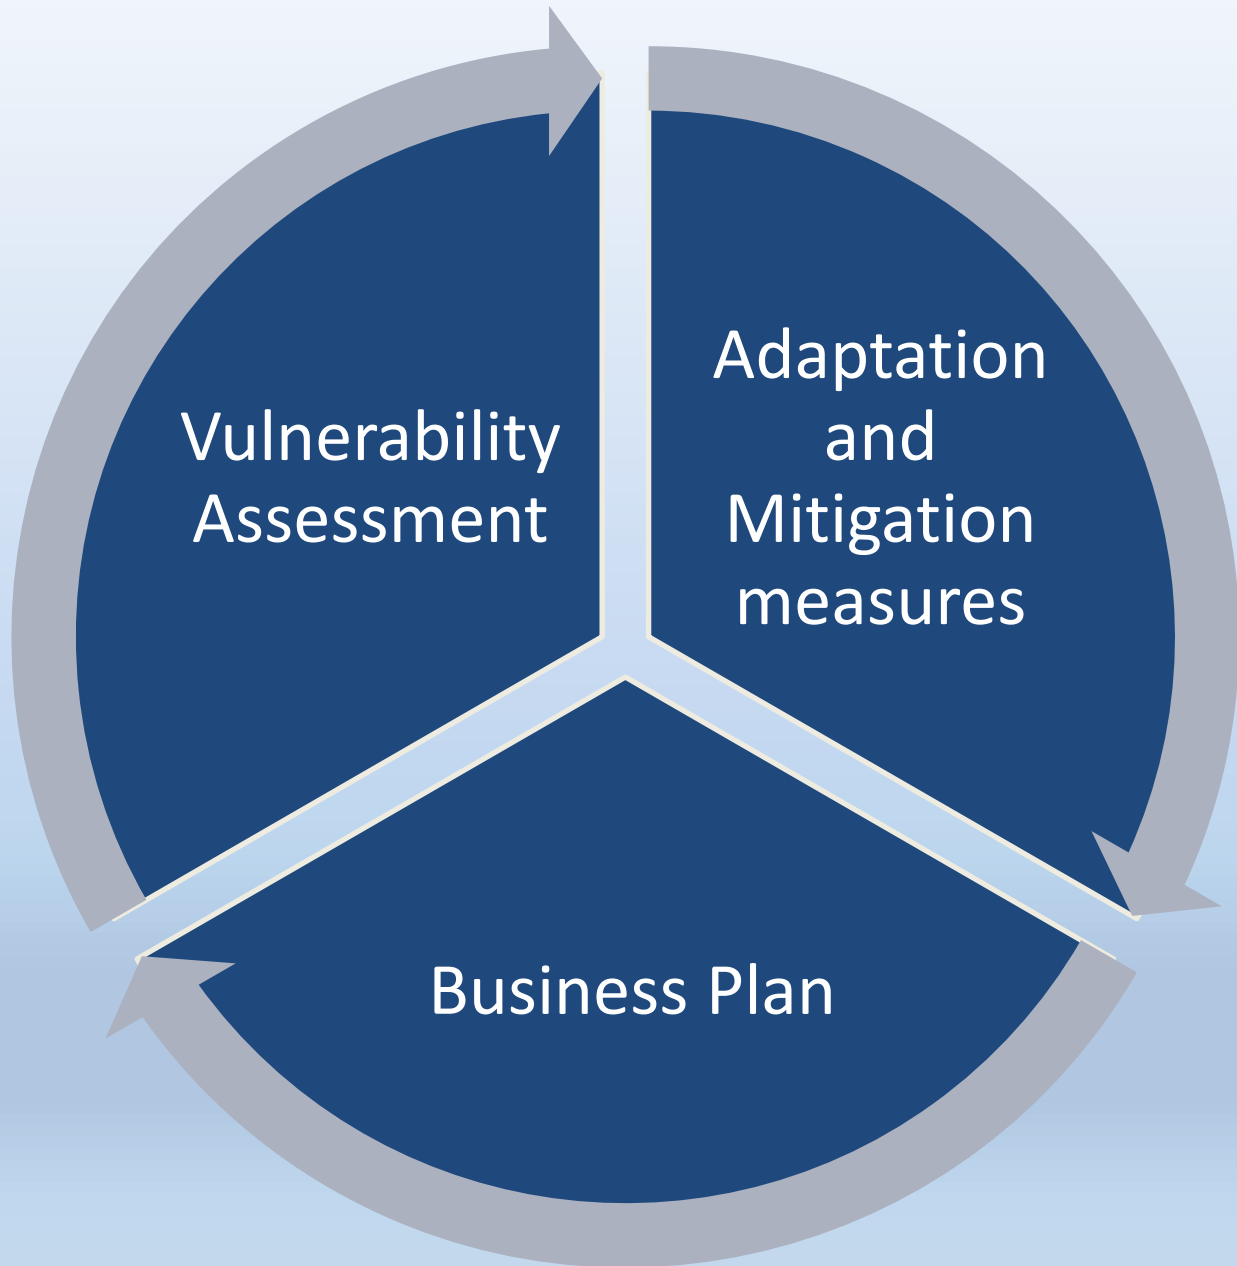 Vulnerability
Assessment
Adaptation
and
Mitigation
measures
Business Plan